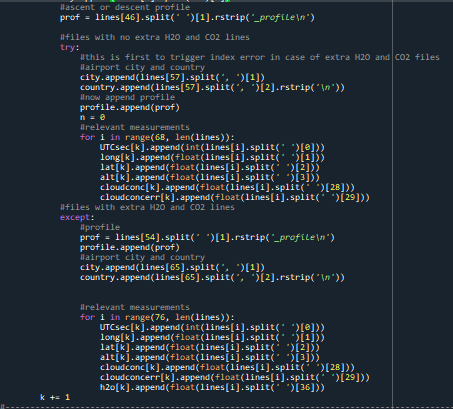 #ascent or descent profile
prof = lines[46].split(' ')[1].rstrip('_profile\n')
#files with no extra H2O and CO2 lines
try:
#this is first to trigger index error in case of extra H2O and CO2 files
#airport city and country
city.append(lines[57].split(', ')[1])
country.append(lines[57].split(', ')[2].rstrip('\n'))
#now append profile
profile.append(prof)
n = 0
#relevant measurements
for i in range(68, len(lines)):
UTCsec[k].append(int(lines[i].split(' ')[0]))
long[k].append(float(lines[i].split(' ')[1]))
lat[k].append(float(lines[i].split(' ')[2]))
alt[k].append(float(lines[i].split(' ')[3]))
cloudconc[k].append(float(lines[i].split(' ')[28]))
cloudconcerr[k].append(float(lines[i].split(' ')[29]))
#files with extra H2O and CO2 lines
except:
#profile
prof = lines[54].split(' ')[1].rstrip('_profile\n')
profile.append(prof)
#airport city and country
city.append(lines[65].split(', ')[1])
country.append(lines[65].split(', ')[2].rstrip('\n'))
#relevant measurements
for i in range(76, len(lines)):
UTCsec[k].append(int(lines[i].split(' ')[0]))
long[k].append(float(lines[i].split(' ')[1]))
lat[k].append(float(lines[i].split(' ')[2]))
alt[k].append(float(lines[i].split(' ')[3]))
cloudconc[k].append(float(lines[i].split(' ')[28]))
cloudconcerr[k].append(float(lines[i].split(' ')[29]))
h2o[k].append(float(lines[i].split(' ')[36]))
k += 1